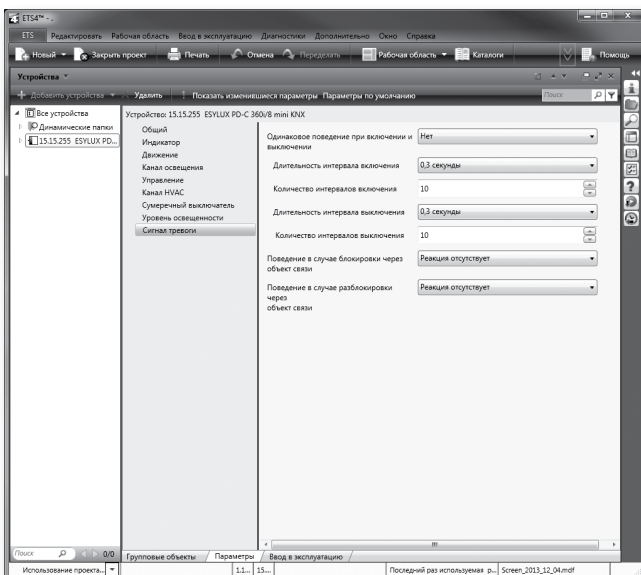 ETS4™ - .
ETS Редактировать Рабочая область Ввод в эксплуатацию Диагностики Дополнительно Окно Справка
Новый Закрыть проект Печать Отмена Переделать Рабочая область Каталоги Помощь
Устройства
Добавить устройства Удалить Показать изменившиеся параметры Параметры по умолчанию Поиск
Все устройства
Динамические папки
15.15.255 ESYLUX PD...
Устройство: 15.15.255 ESYLUX PD-C 360i/8 mini KNX
Общий
Индикатор
Движение
Канал освещения
Управление
Канал HVAC
Сумеречный выключатель
Уровень освещенности
Сигнал тревоги
Одинаковое поведение при включении и
выключении
Нет
Длительность интервала включения
0,3 секунды
Количество интервалов включения
10
Длительность интервала выключения
0,3 секунды
Количество интервалов выключения
10
Поведение в случае блокировки через
объект связи
Реакция отсутствует
Поведение в случае разблокировки
через
объект связи
Реакция отсутствует
Поиск 0/0
Групповые объекты Параметры Ввод в эксплуатацию
Использование проекта... 1.1... 15.... Последний раз используемая р... Screen_2013_12_04.mdf